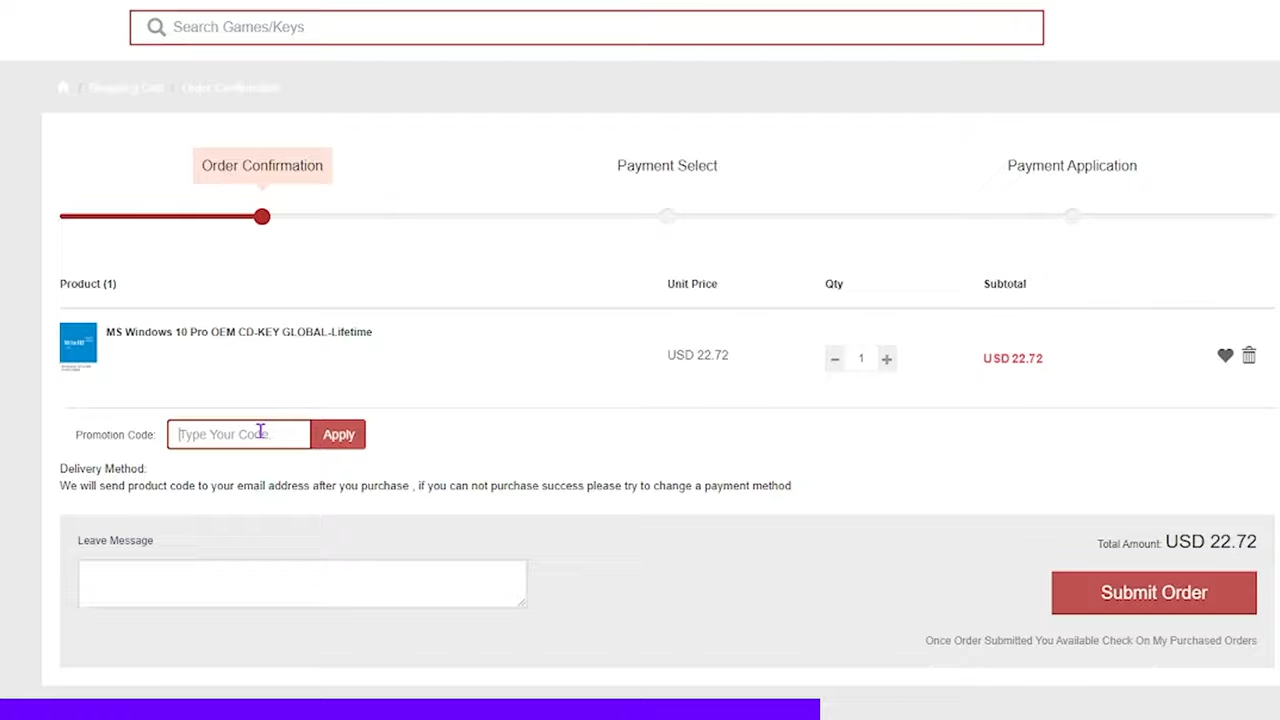 Search Games/Keys
/ Shopping Cart / Order Confirmation
Order Confirmation
Payment Select
Payment Application
Product (1)
Unit Price
Qty
Subtotal
MS Windows 10 Pro OEM CD-KEY GLOBAL-Lifetime
USD 22.72
− 1 +
USD 22.72
Promotion Code:
Type Your Code.
Apply
Delivery Method:
We will send product code to your email address after you purchase , if you can not purchase success please try to change a payment method
Leave Message
Total Amount: USD 22.72
Submit Order
Once Order Submitted You Available Check On My Purchased Orders